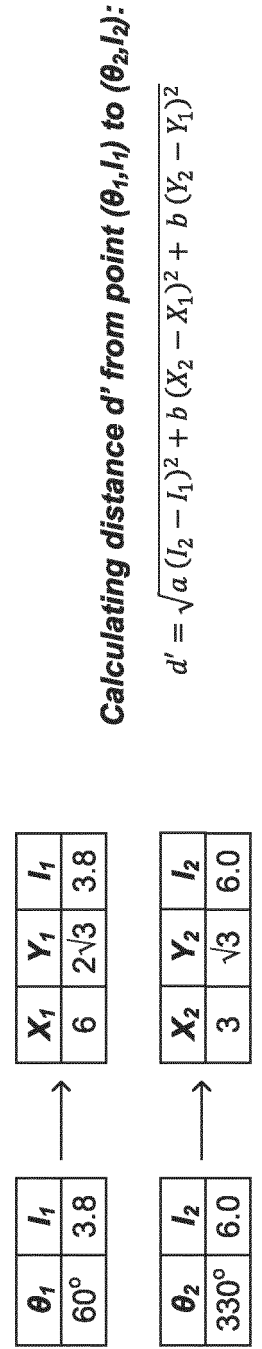 θ₁ I₁
60° 3.8
X₁ Y₁ I₁
6 2√3 3.8
θ₂ I₂
330° 6.0
X₂ Y₂ I₂
3 √3 6.0
Calculating distance d' from point (θ₁,I₁) to (θ₂,I₂):
d' = √a (I₂ − I₁)² + b (X₂ − X₁)² + b (Y₂ − Y₁)²